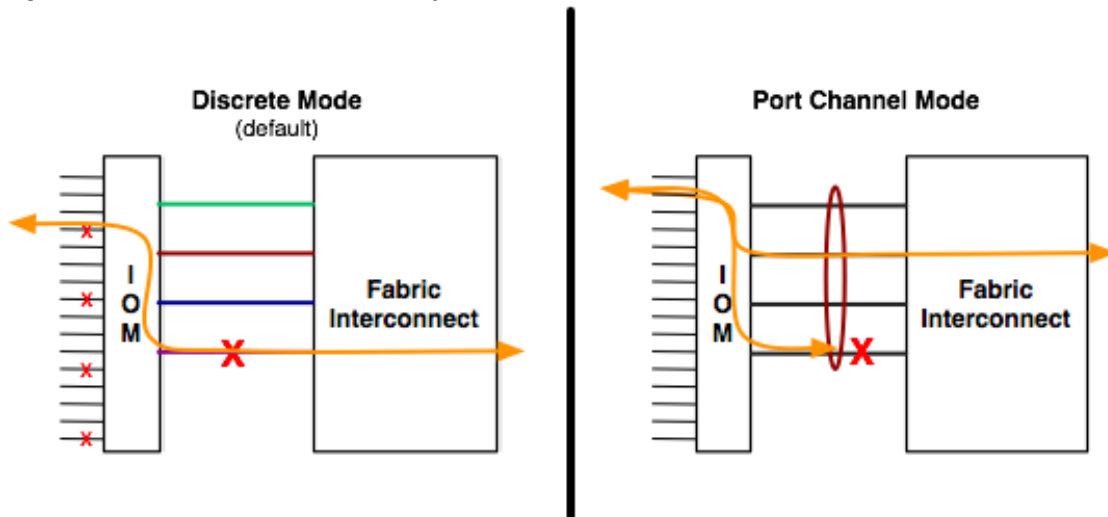 Discrete Mode
(default)
I
O
M
Fabric
Interconnect
X
x
x
x
x
Port Channel Mode
I
O
M
Fabric
Interconnect
X